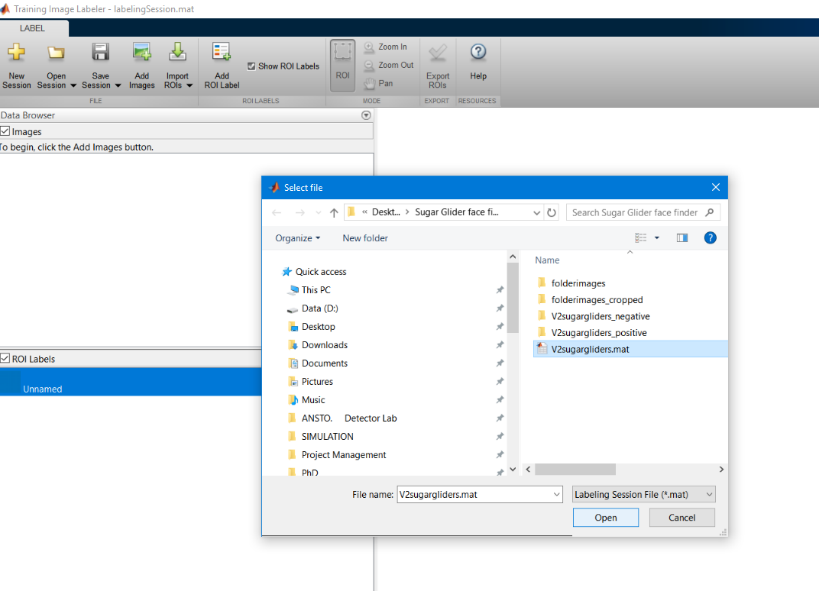 Training Image Labeler - labelingSession.mat
LABEL
New Session
Open Session
Save Session
Add Images
Import ROIs
Add ROI Label
Show ROI Labels
ROI
Zoom In
Zoom Out
Pan
Export ROIs
Help
FILE
ROI LABELS
MODE
EXPORT
RESOURCES
Data Browser
Images
To begin, click the Add Images button.
ROI Labels
Unnamed
Select file
« Deskt... › Sugar Glider face fi...
Search Sugar Glider face finder
Organize
New folder
Quick access
This PC
Data (D:)
Desktop
Downloads
Documents
Pictures
Music
ANSTO. Detector Lab
SIMULATION
Project Management
PhD
Name
folderimages
folderimages_cropped
V2sugargliders_negative
V2sugargliders_positive
V2sugargliders.mat
File name: V2sugargliders.mat
Labeling Session File (*.mat)
Open
Cancel